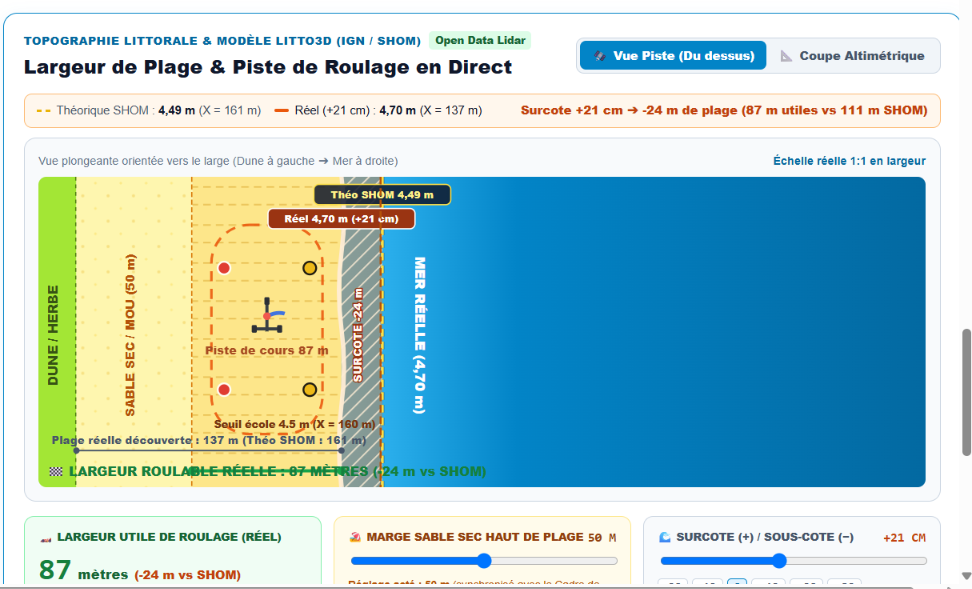 TOPOGRAPHIE LITTORALE & MODÈLE LITTO3D (IGN / SHOM) Open Data Lidar
Largeur de Plage & Piste de Roulage en Direct
Vue Piste (Du dessus)
Coupe Altimétrique
Théorique SHOM : 4,49 m (X = 161 m)
Réel (+21 cm) : 4,70 m (X = 137 m)
Surcote +21 cm → -24 m de plage (87 m utiles vs 111 m SHOM)
Vue plongeante orientée vers le large (Dune à gauche → Mer à droite)
Échelle réelle 1:1 en largeur
Théo SHOM 4,49 m
Réel 4,70 m (+21 cm)
DUNE / HERBE
SABLE SEC / MOU (50 m)
SURCOTE -24 m
MER RÉELLE (4,70 m)
Piste de cours 87 m
Seuil école 4.5 m (X = 160 m)
Plage réelle découverte : 137 m (Théo SHOM : 161 m)
LARGEUR ROULABLE RÉELLE : 87 MÈTRES (-24 m vs SHOM)
LARGEUR UTILE DE ROULAGE (RÉEL)
87 mètres (-24 m vs SHOM)
MARGE SABLE SEC HAUT DE PLAGE 50 M
SURCOTE (+) / SOUS-COTE (−) +21 CM